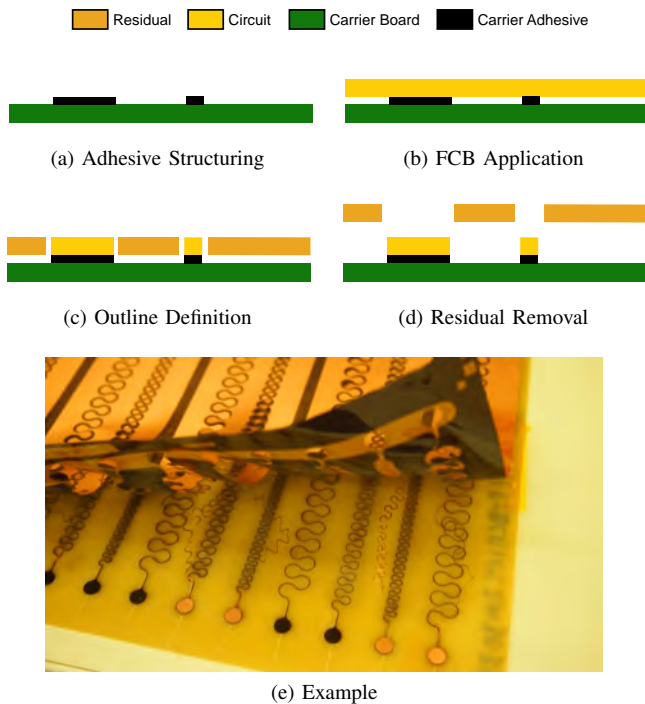 Residual Circuit Carrier Board Carrier Adhesive
(a) Adhesive Structuring
(b) FCB Application
(c) Outline Definition
(d) Residual Removal
(e) Example